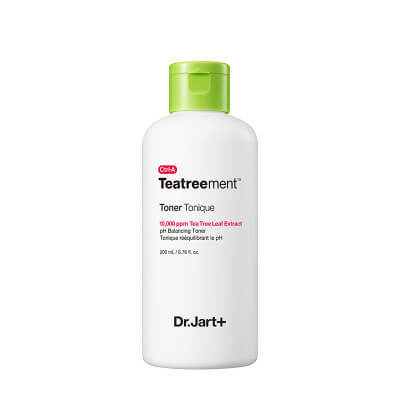 Ctrl-A
Teatreement™
Toner Tonique
10,000 ppm Tea Tree Leaf Extract
pH Balancing Toner
Tonique rééquilibrant le pH
200 mL / 6.76 fl. oz.
Dr.Jart+